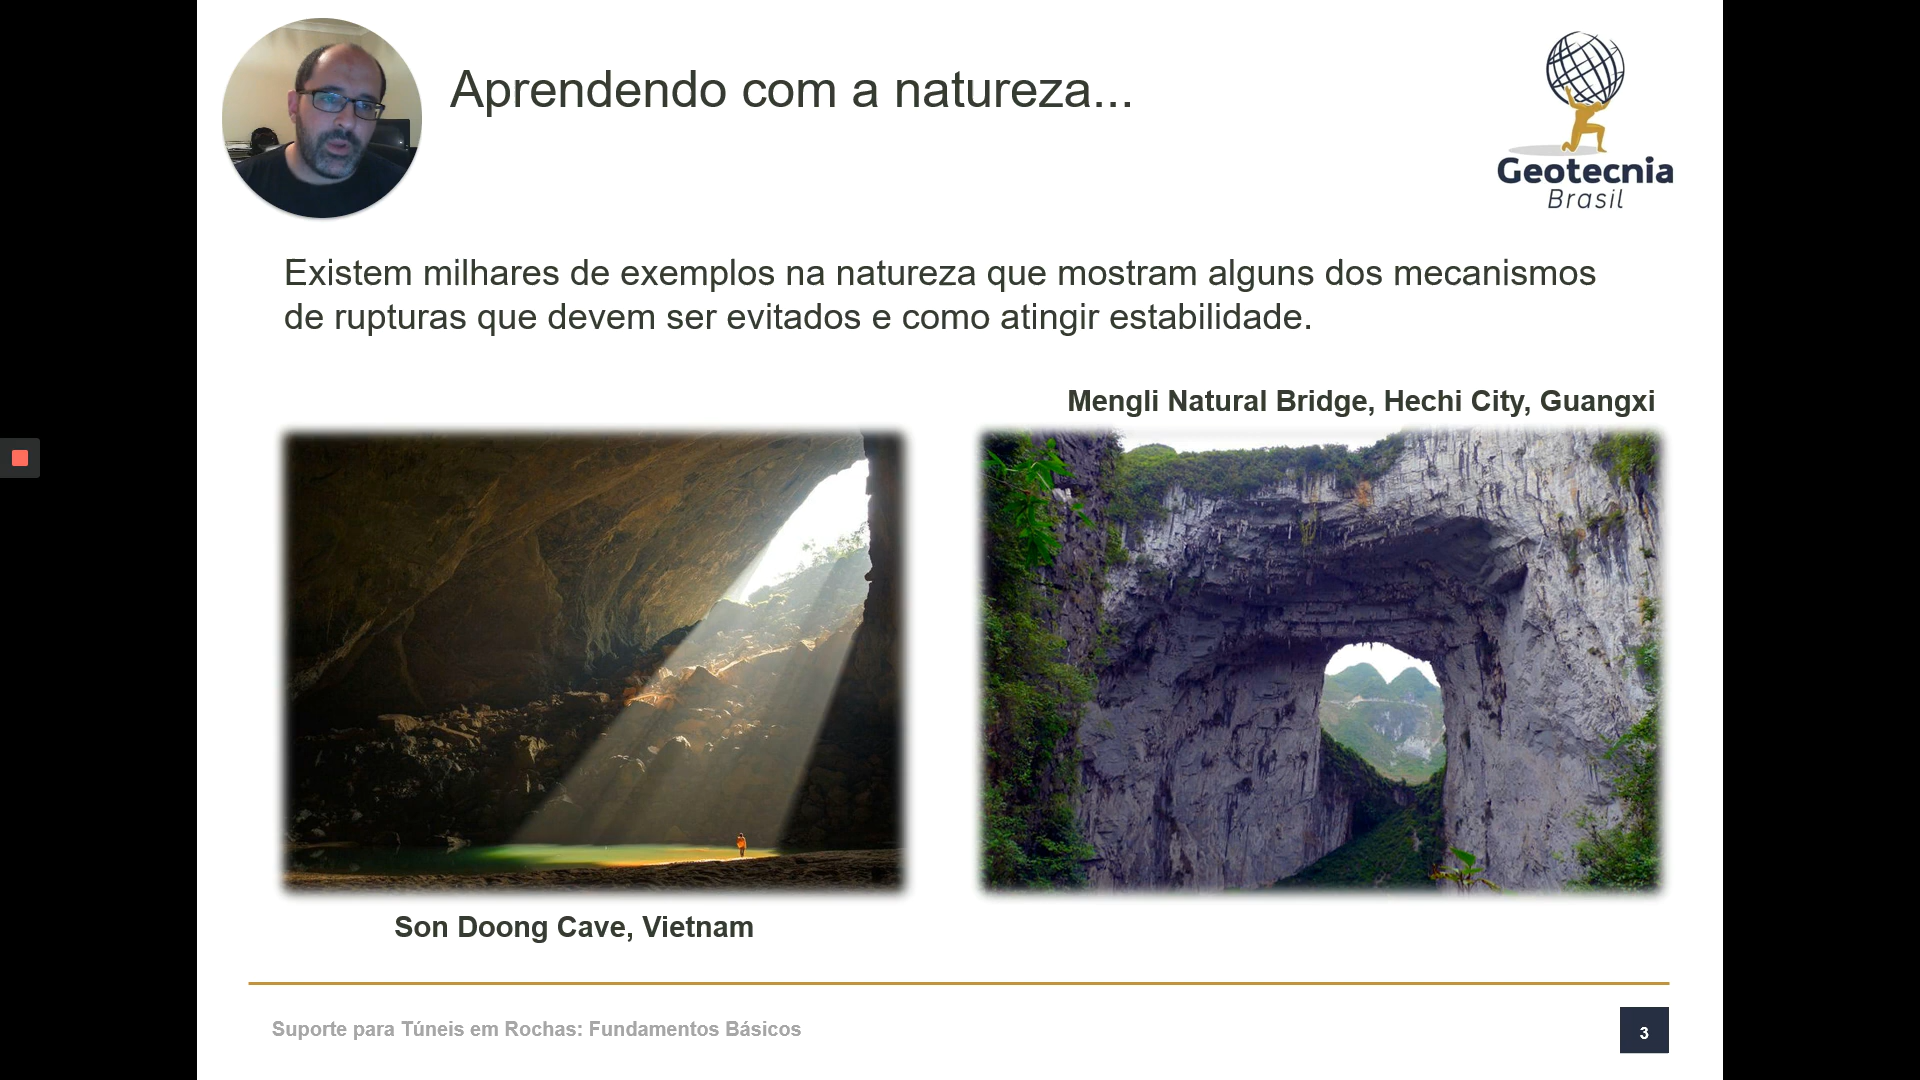 Aprendendo com a natureza...
Geotecnia
Brasil
Existem milhares de exemplos na natureza que mostram alguns dos mecanismos
de rupturas que devem ser evitados e como atingir estabilidade.
Mengli Natural Bridge, Hechi City, Guangxi
Son Doong Cave, Vietnam
Suporte para Túneis em Rochas: Fundamentos Básicos
3